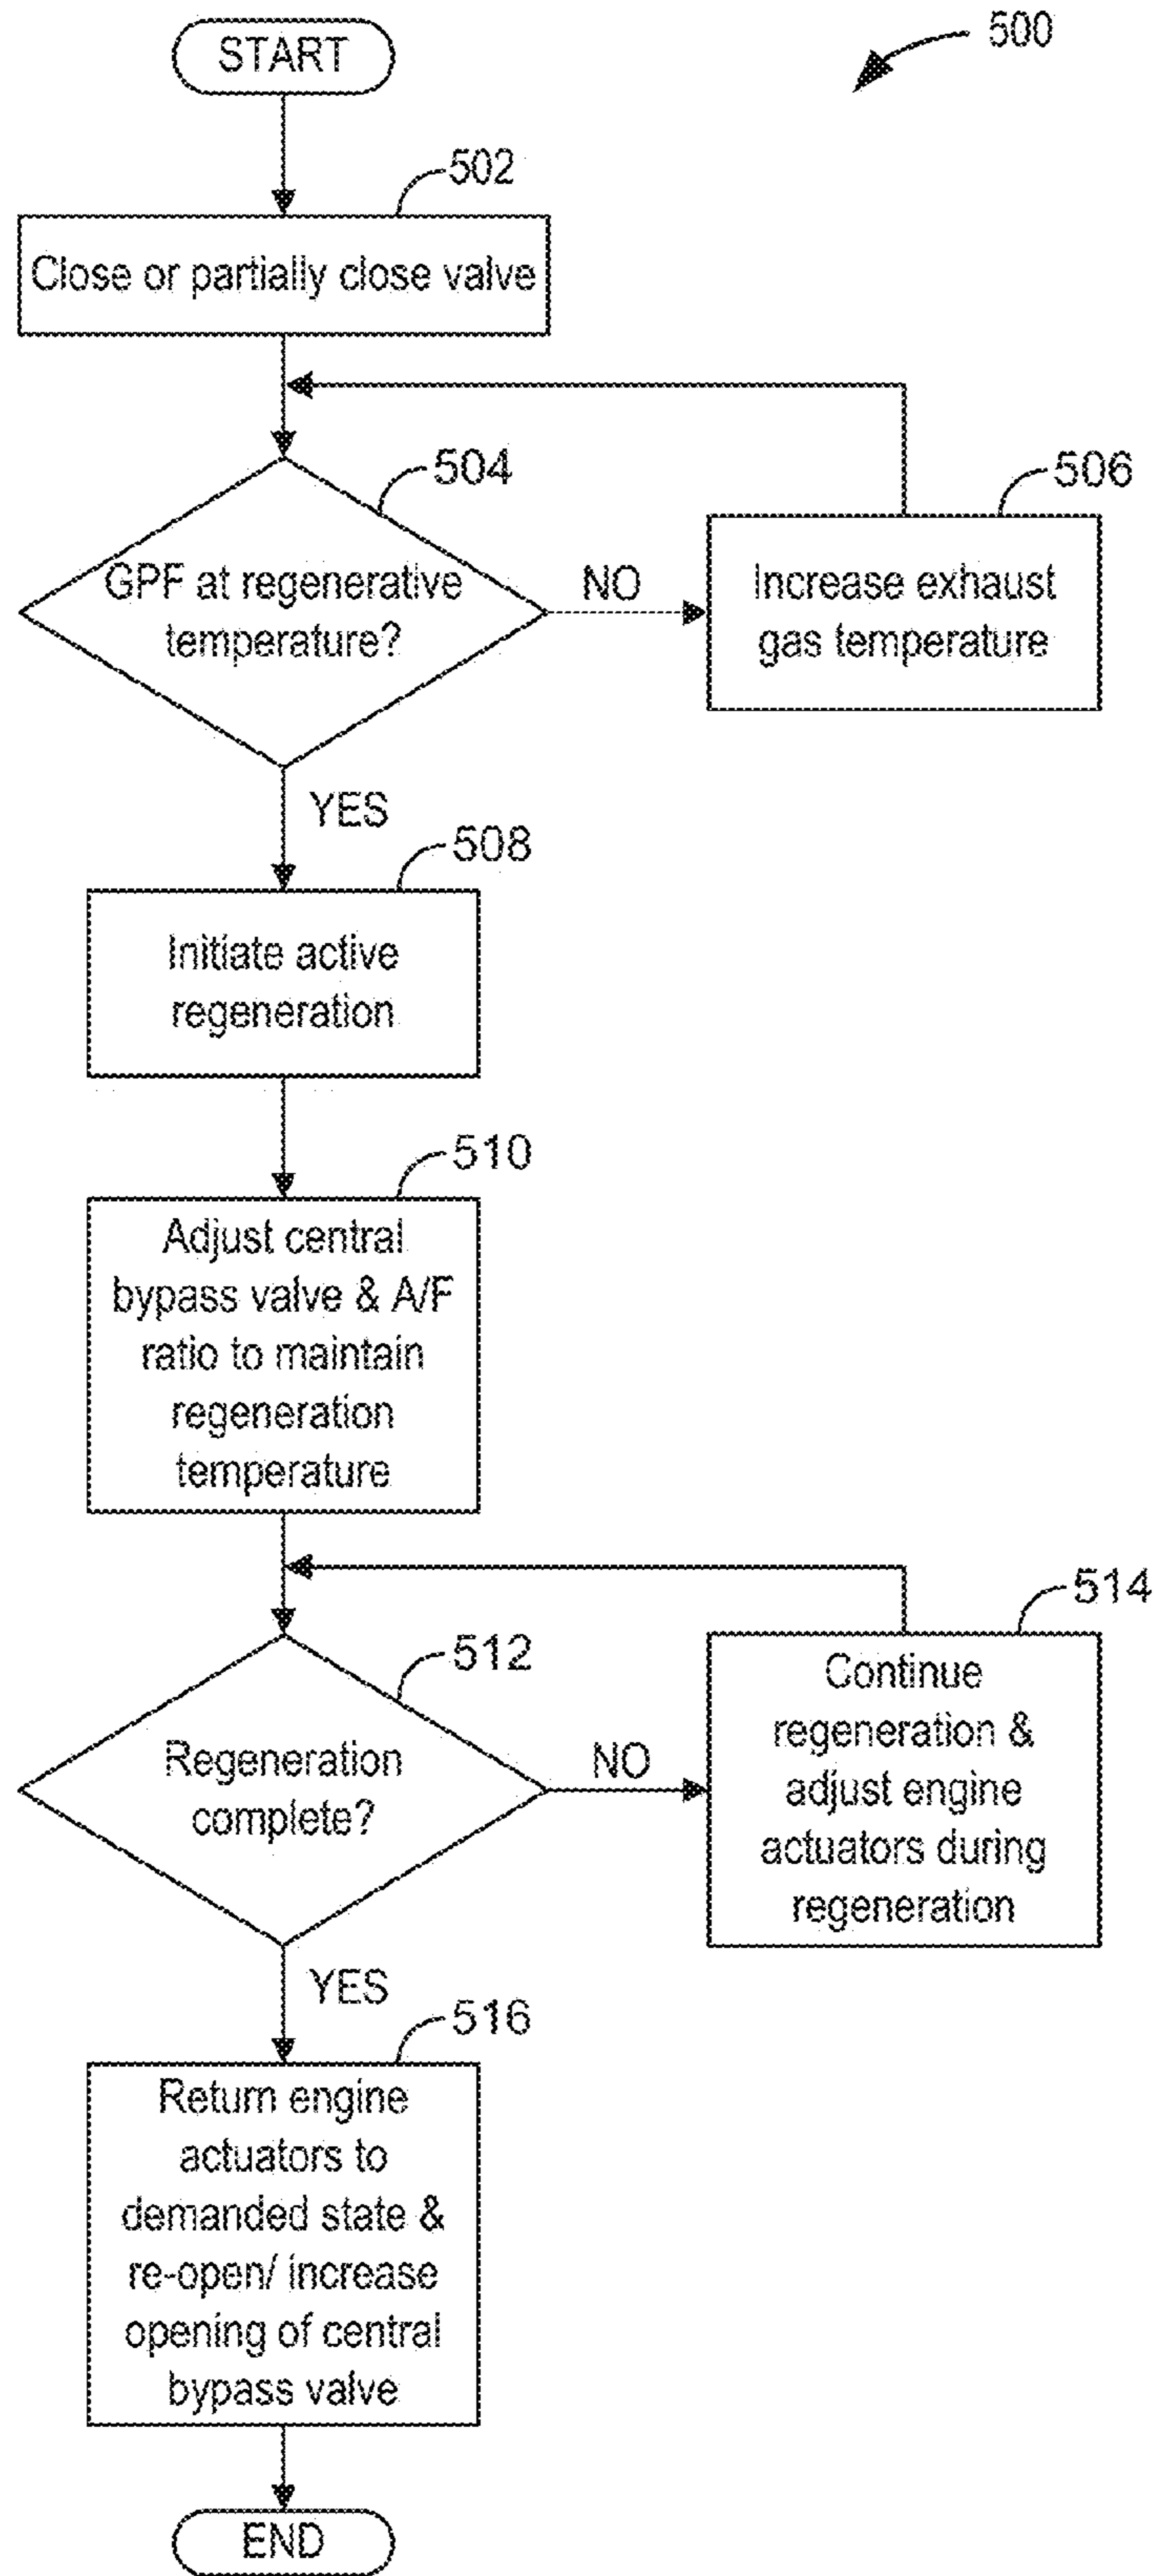 START
500
502
Close or partially close valve
504
GPF at regenerative
temperature?
NO
506
Increase exhaust
gas temperature
YES
508
Initiate active
regeneration
510
Adjust central
bypass valve & A/F
ratio to maintain
regeneration
temperature
512
Regeneration
complete?
NO
514
Continue
regeneration &
adjust engine
actuators during
regeneration
YES
516
Return engine
actuators to
demanded state &
re-open/ increase
opening of central
bypass valve
END